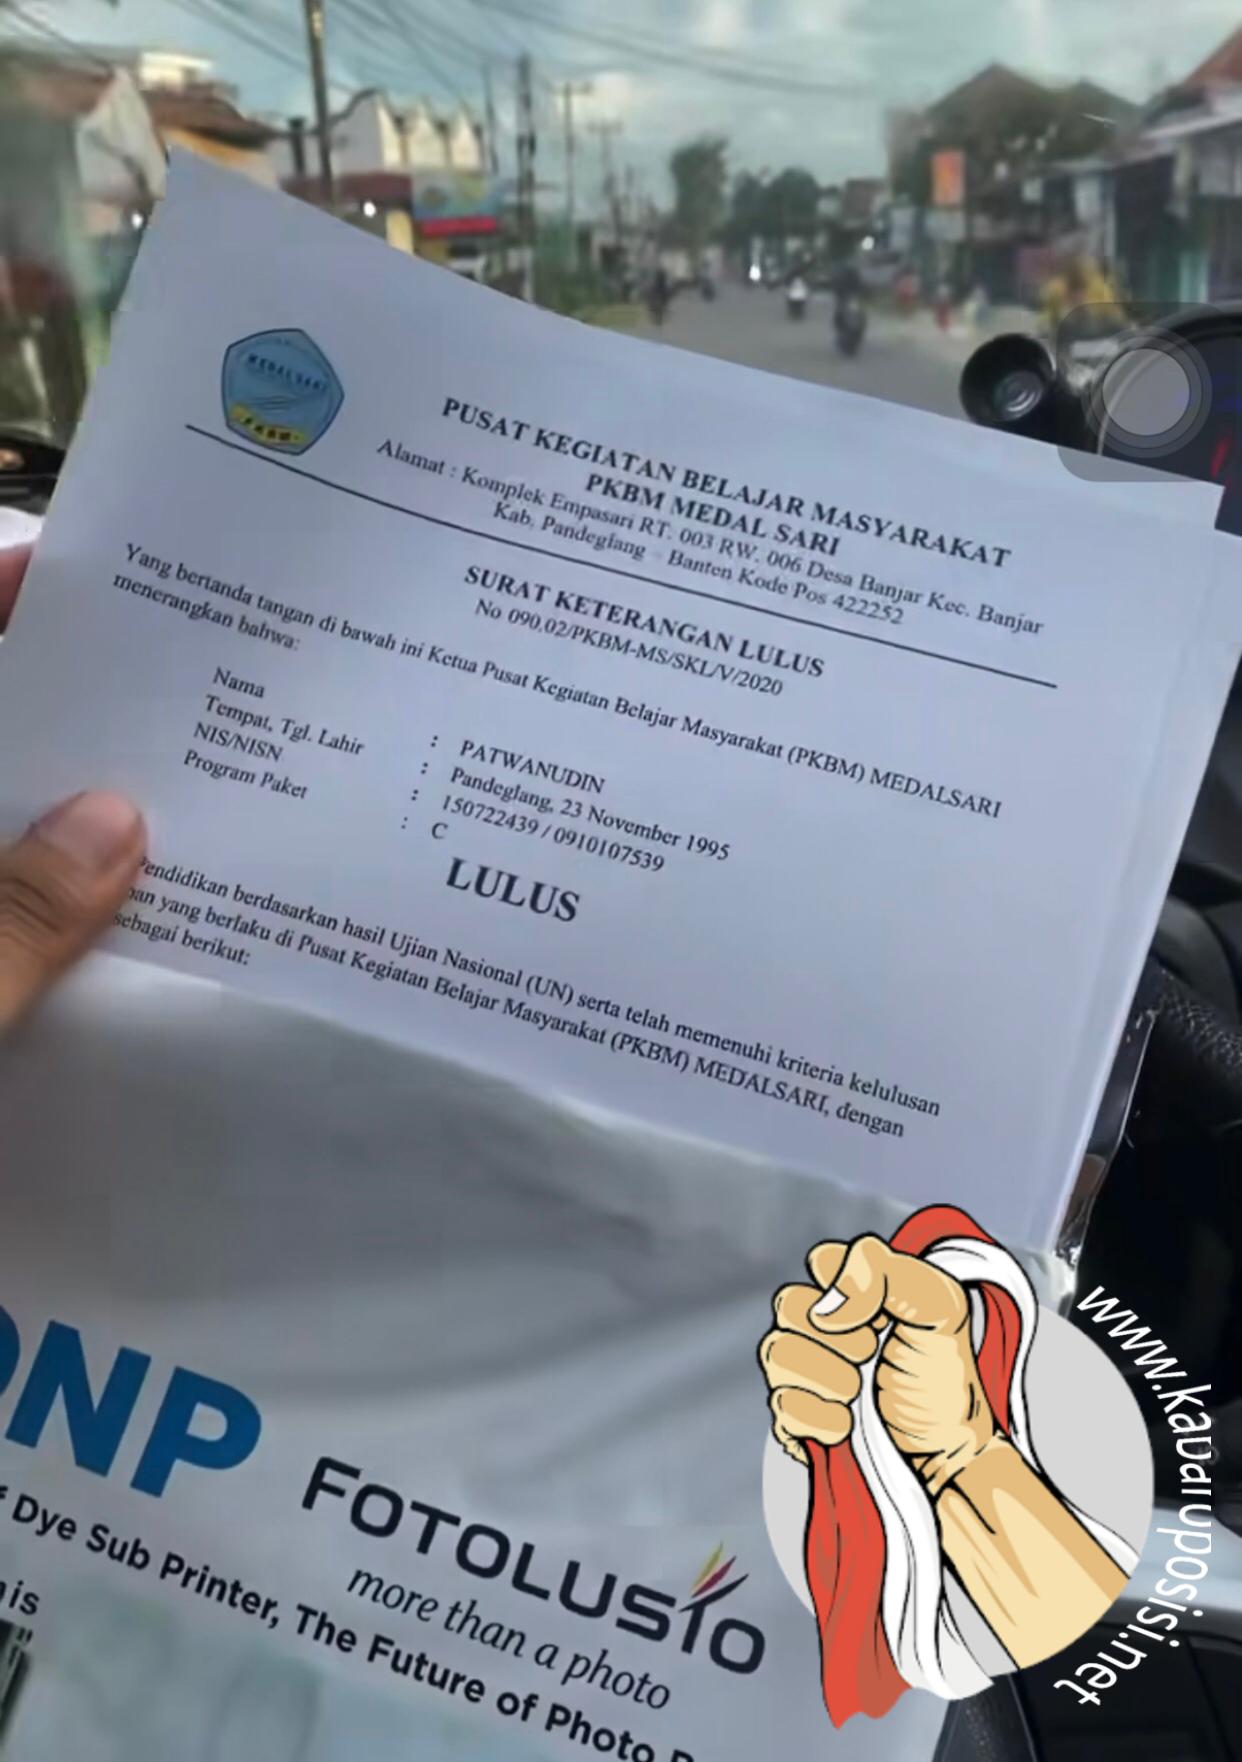 MEDALSARI
PKBM
PUSAT KEGIATAN BELAJAR MASYARAKAT
PKBM MEDAL SARI
Alamat : Komplek Empasari RT. 003 RW. 006 Desa Banjar Kec. Banjar
Kab. Pandeglang - Banten Kode Pos 422252
SURAT KETERANGAN LULUS
No 090.02/PKBM-MS/SKL/V/2020
Yang bertanda tangan di bawah ini Ketua Pusat Kegiatan Belajar Masyarakat (PKBM) MEDALSARI
menerangkan bahwa:
Nama : PATWANUDIN
Tempat, Tgl. Lahir : Pandeglang, 23 November 1995
NIS/NISN : 150722439 / 0910107539
Program Paket : C
LULUS
Pendidikan berdasarkan hasil Ujian Nasional (UN) serta telah memenuhi kriteria kelulusan
yang berlaku di Pusat Kegiatan Belajar Masyarakat (PKBM) MEDALSARI, dengan
sebagai berikut:
DNP
FOTOLUSIO
more than a photo
Dye Sub Printer, The Future of Photo
www.kabaroposisi.net